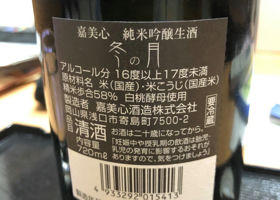 嘉美心 純米吟醸生酒
冬の月
アルコール分 16度以上17度未満
原材料名 米(国産)・米こうじ(国産米)
精米歩合58% 白桃酵母使用
製造者 嘉美心酒造株式会社
岡山県浅口市寄島町7500-2
要冷蔵
品目 清酒
内容量 720ml
お酒は二十歳になってから。
「妊娠中や授乳期の飲酒は胎児・
乳児の発育に影響するおそれが
ありますので、気をつけましょう」
4933292015413